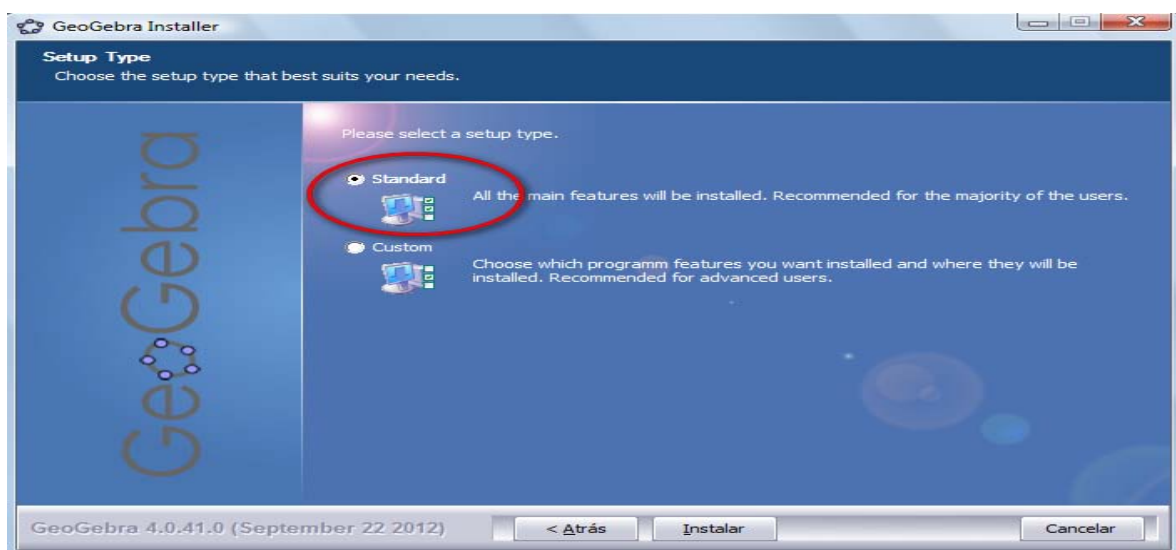 GeoGebra Installer
Setup Type
Choose the setup type that best suits your needs.
GeoGebra
Please select a setup type.
Standard
All the main features will be installed. Recommended for the majority of the users.
Custom
Choose which programm features you want installed and where they will be
installed. Recommended for advanced users.
GeoGebra 4.0.41.0 (September 22 2012)
< Atrás
Instalar
Cancelar